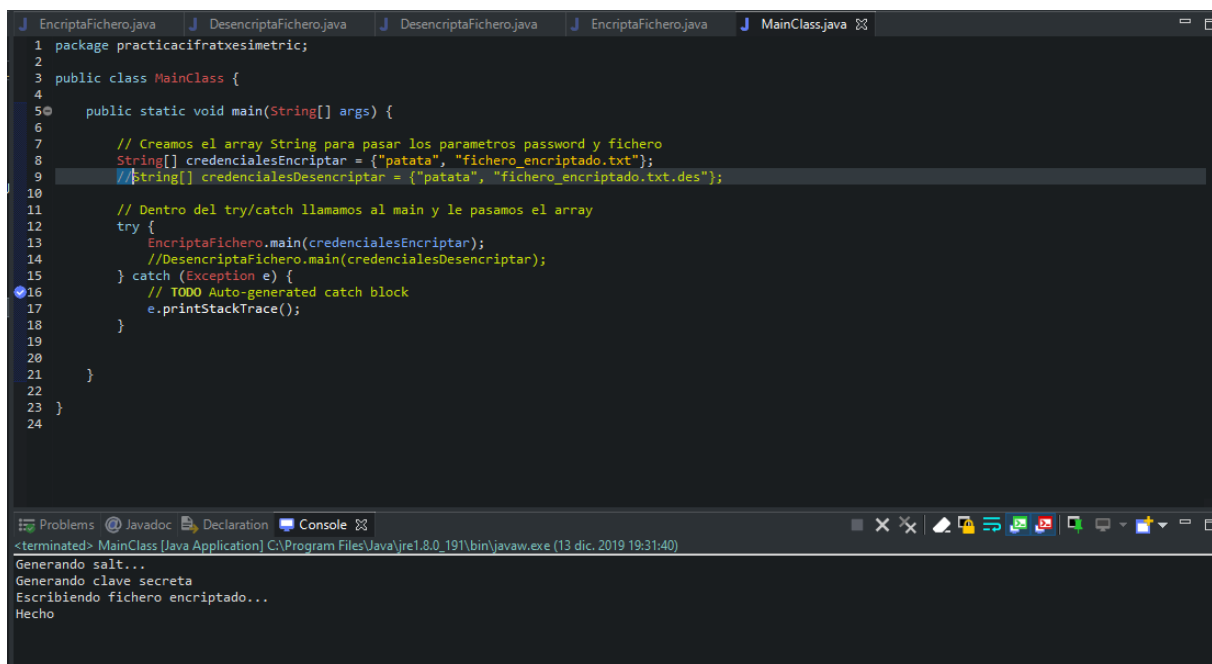 EncriptaFichero.java DesencriptaFichero.java DesencriptaFichero.java EncriptaFichero.java MainClass.java
1 package practicacifratxesimetric;
2
3 public class MainClass {
4
5 public static void main(String[] args) {
6
7 // Creamos el array String para pasar los parametros password y fichero
8 String[] credencialesEncriptar = {"patata", "fichero_encriptado.txt"};
9 //String[] credencialesDesencriptar = {"patata", "fichero_encriptado.txt.des"};
10
11 // Dentro del try/catch llamamos al main y le pasamos el array
12 try {
13 EncriptaFichero.main(credencialesEncriptar);
14 //DesencriptaFichero.main(credencialesDesencriptar);
15 } catch (Exception e) {
16 // TODO Auto-generated catch block
17 e.printStackTrace();
18 }
19
20
21 }
22
23 }
24
Problems @ Javadoc Declaration Console
<terminated> MainClass [Java Application] C:\Program Files\Java\jre1.8.0_191\bin\javaw.exe (13 dic. 2019 19:31:40)
Generando salt...
Generando clave secreta
Escribiendo fichero encriptado...
Hecho